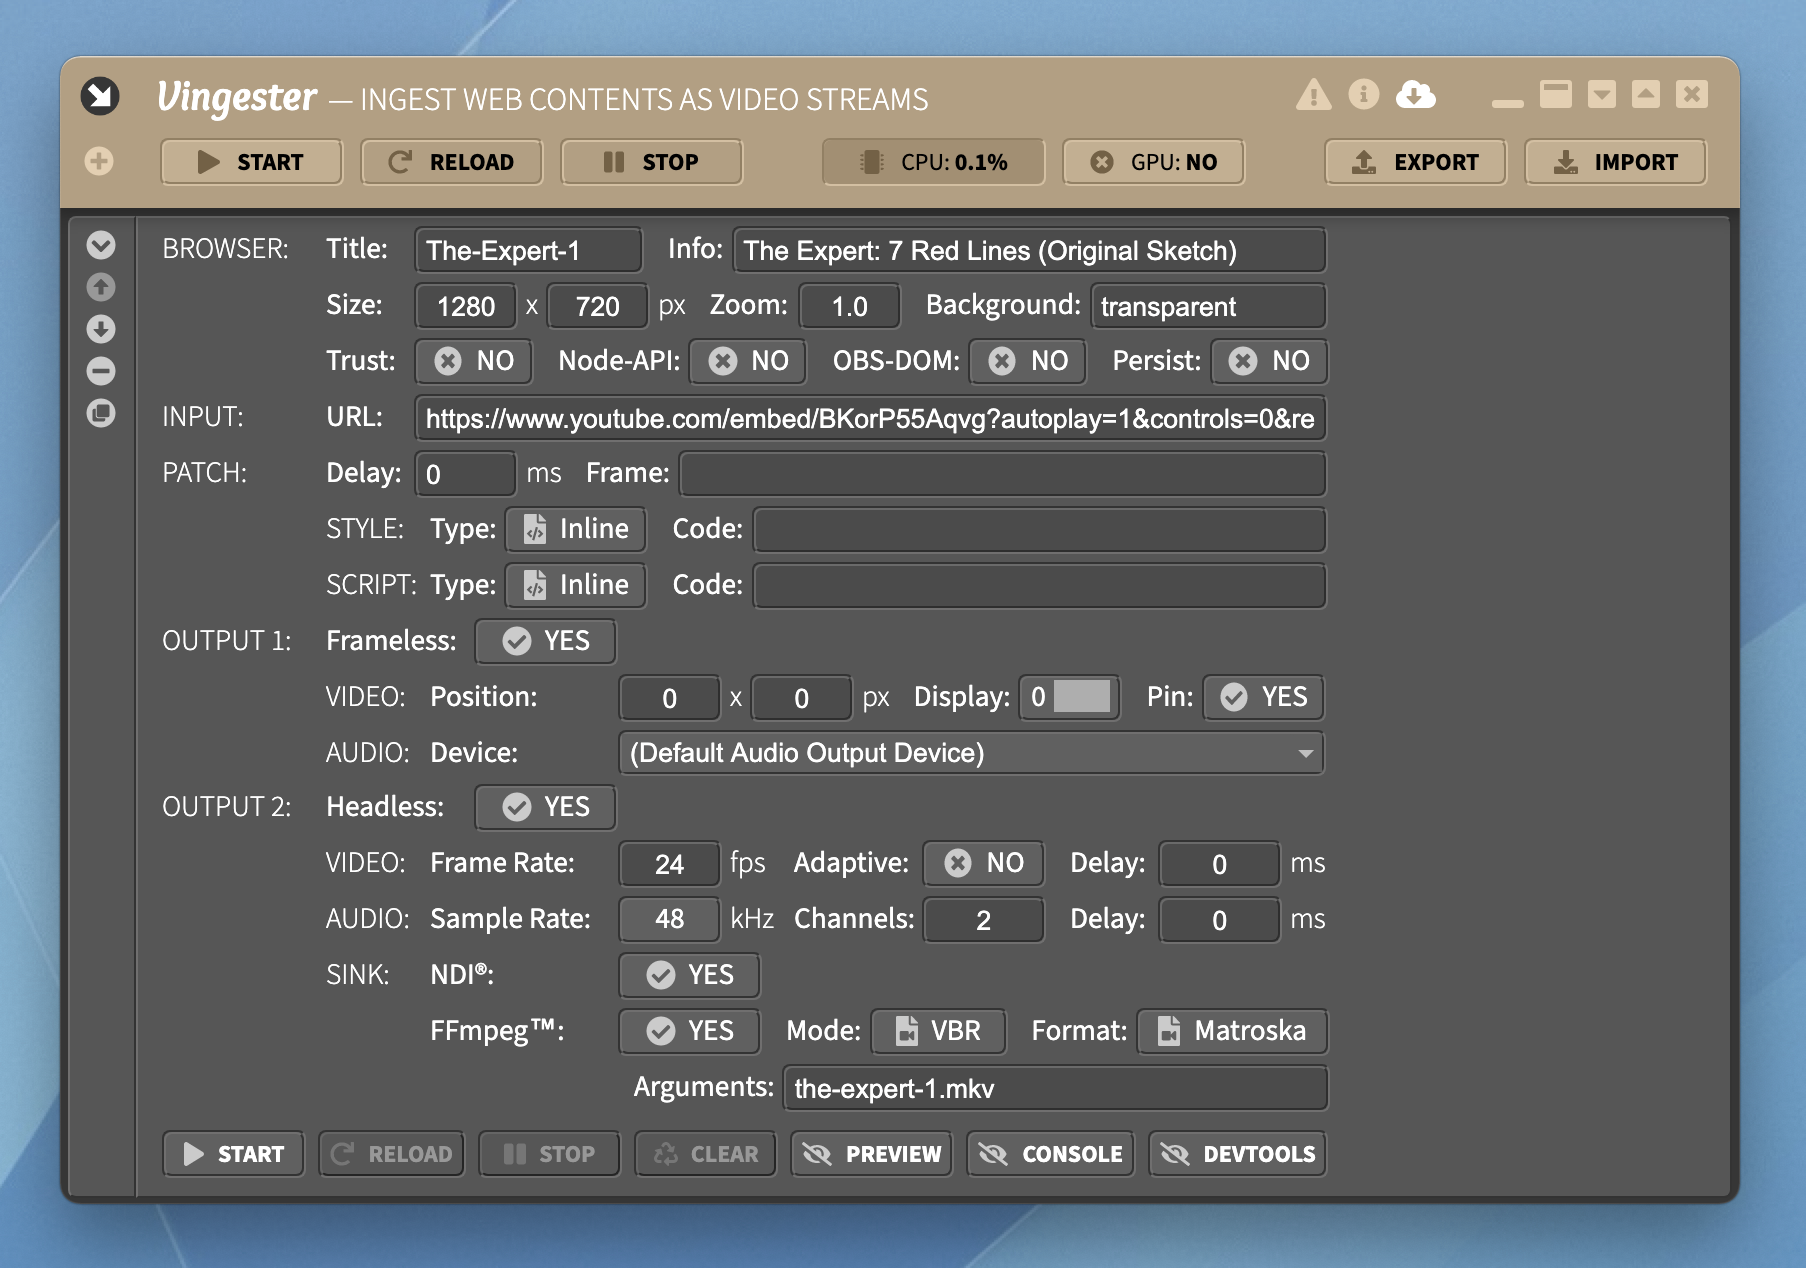 Vingester — INGEST WEB CONTENTS AS VIDEO STREAMS
START RELOAD STOP CPU: 0.1% GPU: NO EXPORT IMPORT
BROWSER: Title: The-Expert-1 Info: The Expert: 7 Red Lines (Original Sketch)
Size: 1280 x 720 px Zoom: 1.0 Background: transparent
Trust: NO Node-API: NO OBS-DOM: NO Persist: NO
INPUT: URL: https://www.youtube.com/embed/BKorP55Aqvg?autoplay=1&controls=0&re
PATCH: Delay: 0 ms Frame:
STYLE: Type: Inline Code:
SCRIPT: Type: Inline Code:
OUTPUT 1: Frameless: YES
VIDEO: Position: 0 x 0 px Display: 0 Pin: YES
AUDIO: Device: (Default Audio Output Device)
OUTPUT 2: Headless: YES
VIDEO: Frame Rate: 24 fps Adaptive: NO Delay: 0 ms
AUDIO: Sample Rate: 48 kHz Channels: 2 Delay: 0 ms
SINK: NDI®: YES
FFmpeg™: YES Mode: VBR Format: Matroska
Arguments: the-expert-1.mkv
START RELOAD STOP CLEAR PREVIEW CONSOLE DEVTOOLS